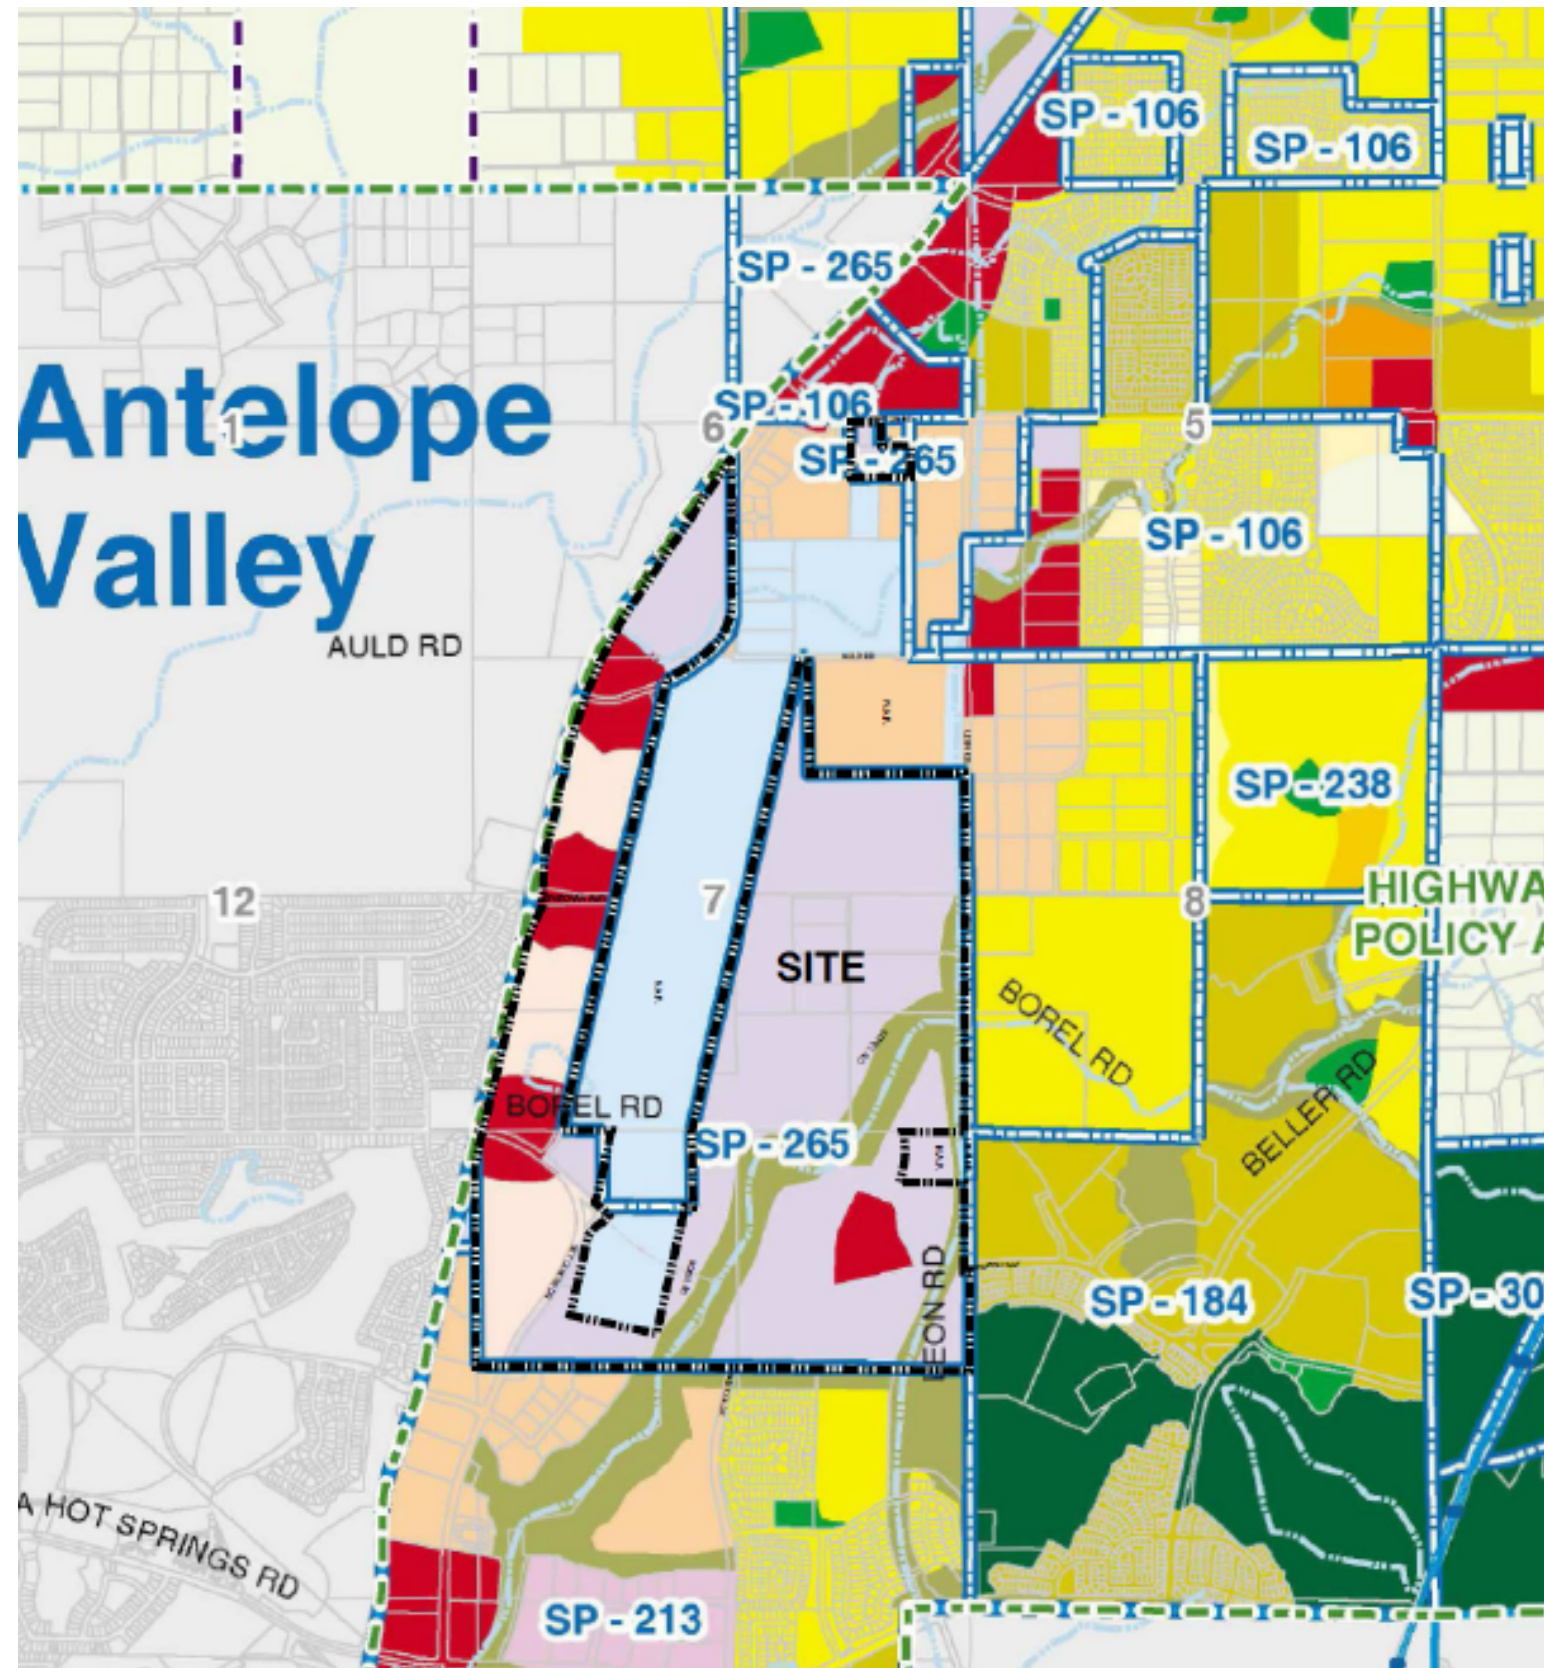 SP - 106
SP - 106
SP - 265
Antelope
1
SP - 106
6
5
SP - 265
Valley
SP - 106
AULD RD
SP - 238
12
7
8
HIGHWA
POLICY A
SITE
BOREL RD
BELLER RD
BOREL RD
SP - 265
LEON RD
SP - 184
SP - 30
A HOT SPRINGS RD
SP - 213